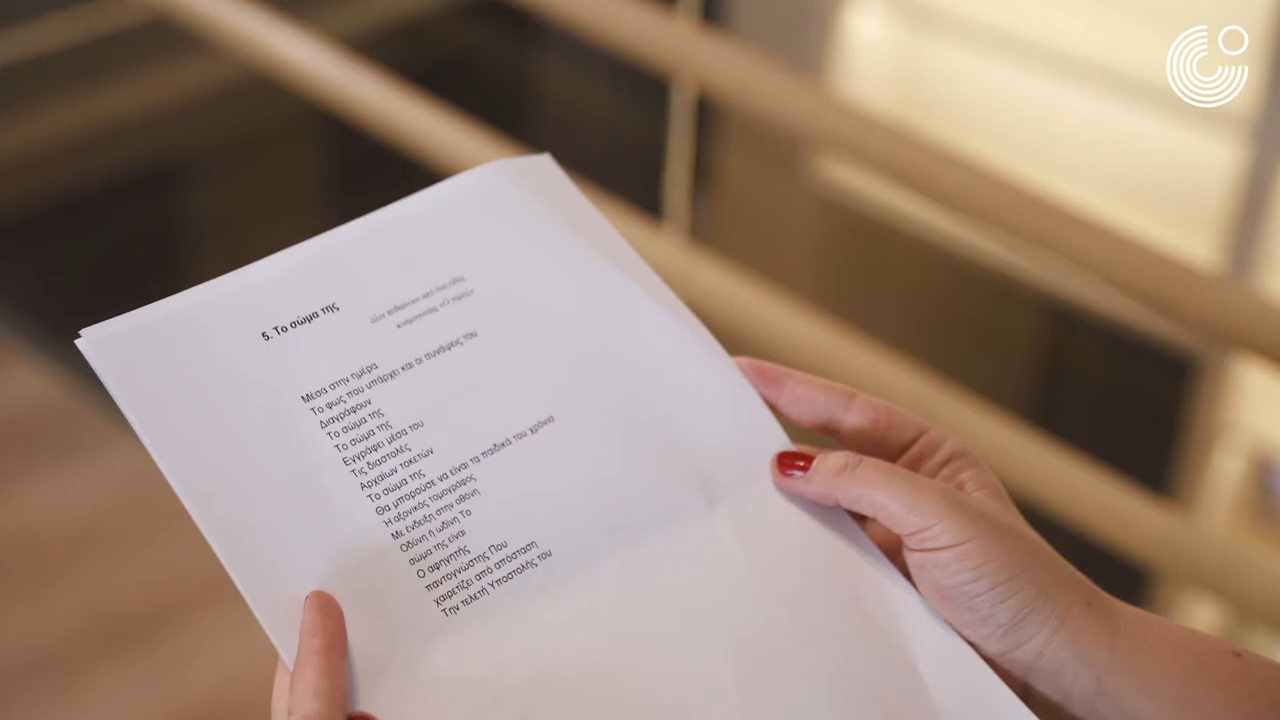 5. Το σώμα της
Μέσα στην ημέρα
Το φως που υπάρχει και οι συνάψεις του
Διαγράφουν
Το σώμα της
Το σώμα της
Εγγράφει μέσα του
Τις διαστολές
Αρχαίων τοκετών
Το σώμα της
Θα μπορούσε να είναι τα παιδικά του χρόνια
Ή αξονικός τομογράφος
Με ένδειξη στην οθόνη
Οδύνη ή ωδίνη Το
σώμα της είναι
Ο αφηγητής
παντογνώστης Που
χαιρετίζει από απόσταση
Την τελετή Υποστολής του